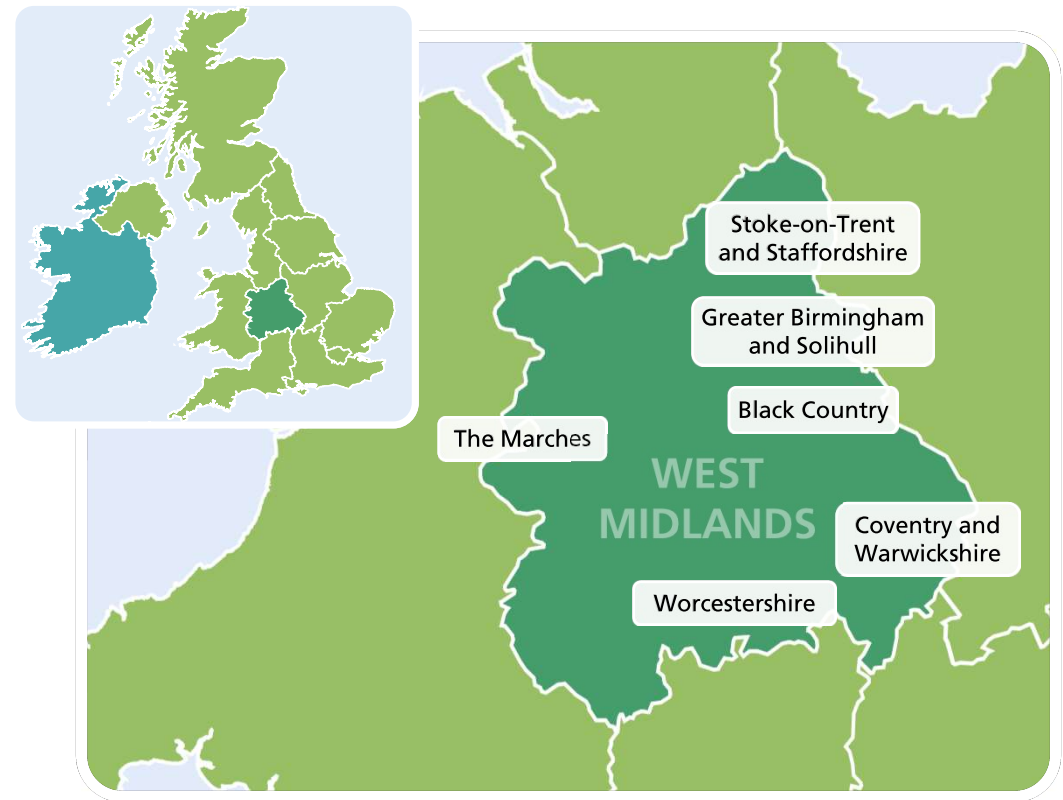 Stoke-on-Trent
and Staffordshire
Greater Birmingham
and Solihull
Black Country
The Marches
WEST
MIDLANDS
Coventry and
Warwickshire
Worcestershire